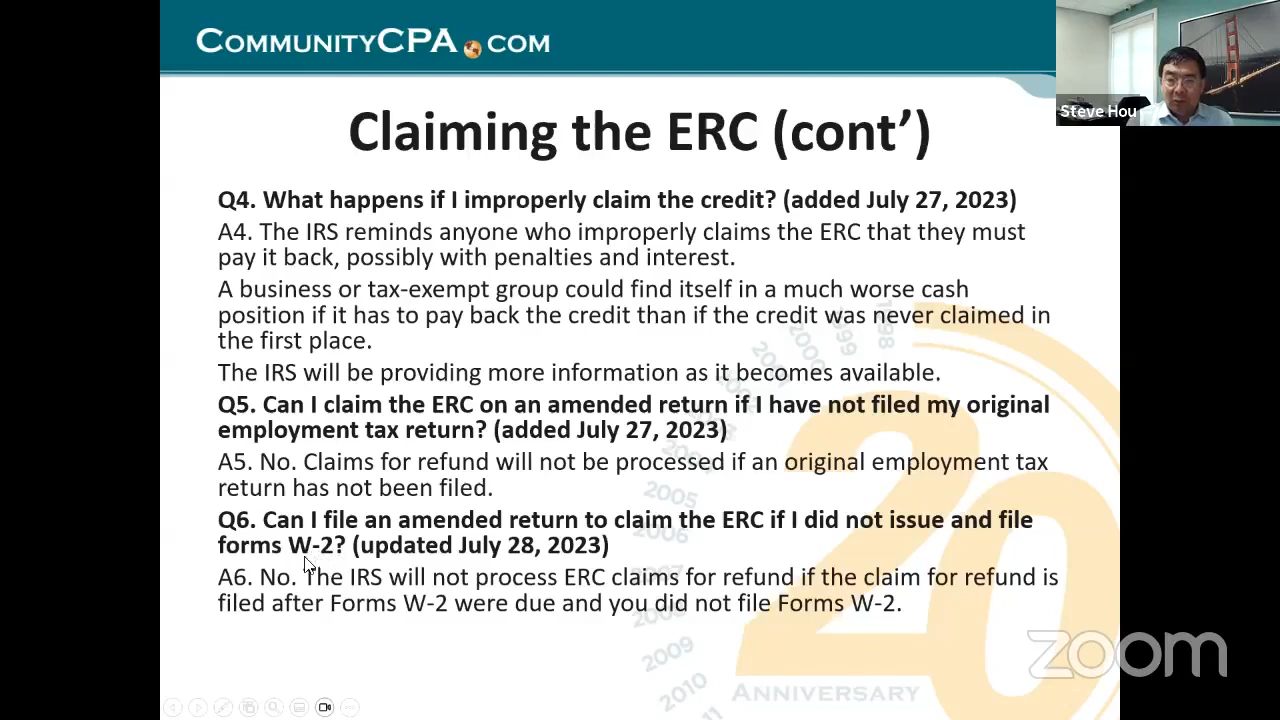 COMMUNITYCPA.COM
Steve Hou
Claiming the ERC (cont’)
Q4. What happens if I improperly claim the credit? (added July 27, 2023)
A4. The IRS reminds anyone who improperly claims the ERC that they must
pay it back, possibly with penalties and interest.
A business or tax-exempt group could find itself in a much worse cash
position if it has to pay back the credit than if the credit was never claimed in
the first place.
The IRS will be providing more information as it becomes available.
Q5. Can I claim the ERC on an amended return if I have not filed my original
employment tax return? (added July 27, 2023)
A5. No. Claims for refund will not be processed if an original employment tax
return has not been filed.
Q6. Can I file an amended return to claim the ERC if I did not issue and file
forms W-2? (updated July 28, 2023)
A6. No. The IRS will not process ERC claims for refund if the claim for refund is
filed after Forms W-2 were due and you did not file Forms W-2.
1998
1999
2000
2005
2006
2007
2008
2009
2010
20
ANNIVERSARY
zoom